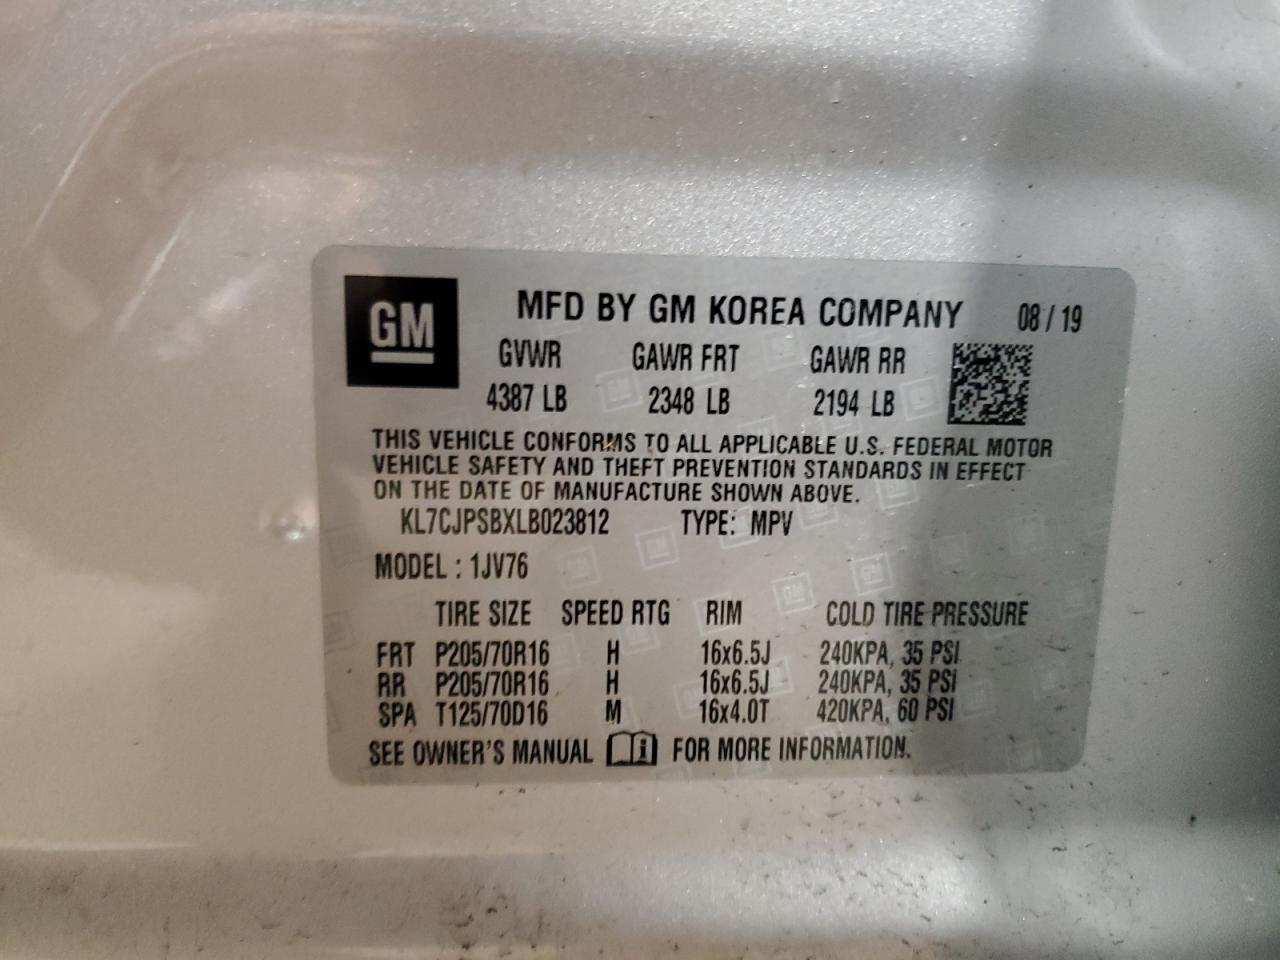 GM MFD BY GM KOREA COMPANY 08 / 19
GVWR GAWR FRT GAWR RR
4387 LB 2348 LB 2194 LB
THIS VEHICLE CONFORMS TO ALL APPLICABLE U.S. FEDERAL MOTOR
VEHICLE SAFETY AND THEFT PREVENTION STANDARDS IN EFFECT
ON THE DATE OF MANUFACTURE SHOWN ABOVE.
KL7CJPSBXLB023812 TYPE: MPV
MODEL : 1JV76
TIRE SIZE SPEED RTG RIM COLD TIRE PRESSURE
FRT P205/70R16 H 16x6.5J 240KPA, 35 PSI
RR P205/70R16 H 16x6.5J 240KPA, 35 PSI
SPA T125/70D16 M 16x4.0T 420KPA, 60 PSI
SEE OWNER'S MANUAL i FOR MORE INFORMATION.